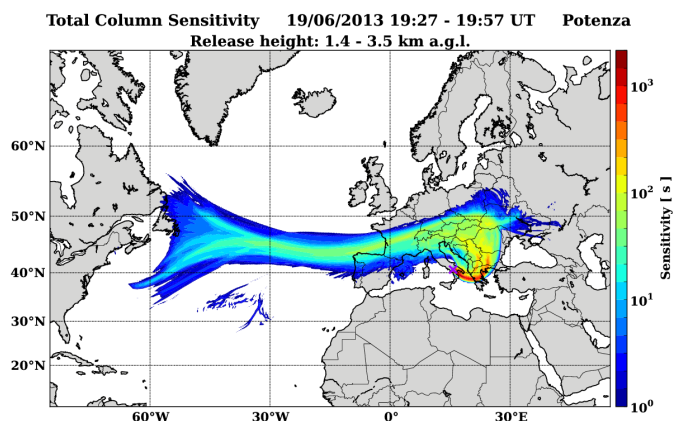 Total Column Sensitivity 19/06/2013 19:27 - 19:57 UT Potenza
Release height: 1.4 - 3.5 km a.g.l.
60°N
50°N
40°N
30°N
20°N
60°W
30°W
0°
30°E
10³
10²
10¹
10⁰
Sensitivity [ s ]